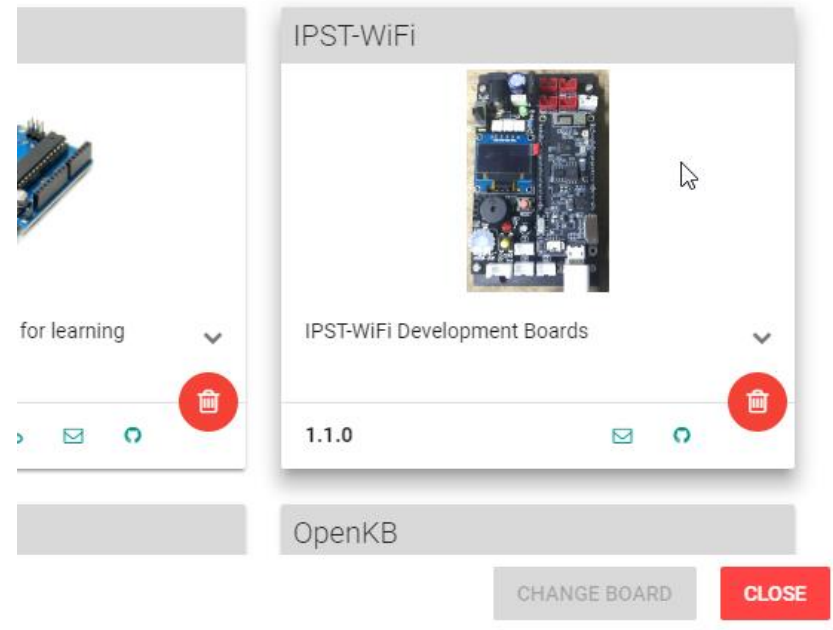 IPST-WiFi
for learning
IPST-WiFi Development Boards
1.1.0
OpenKB
CHANGE BOARD
CLOSE